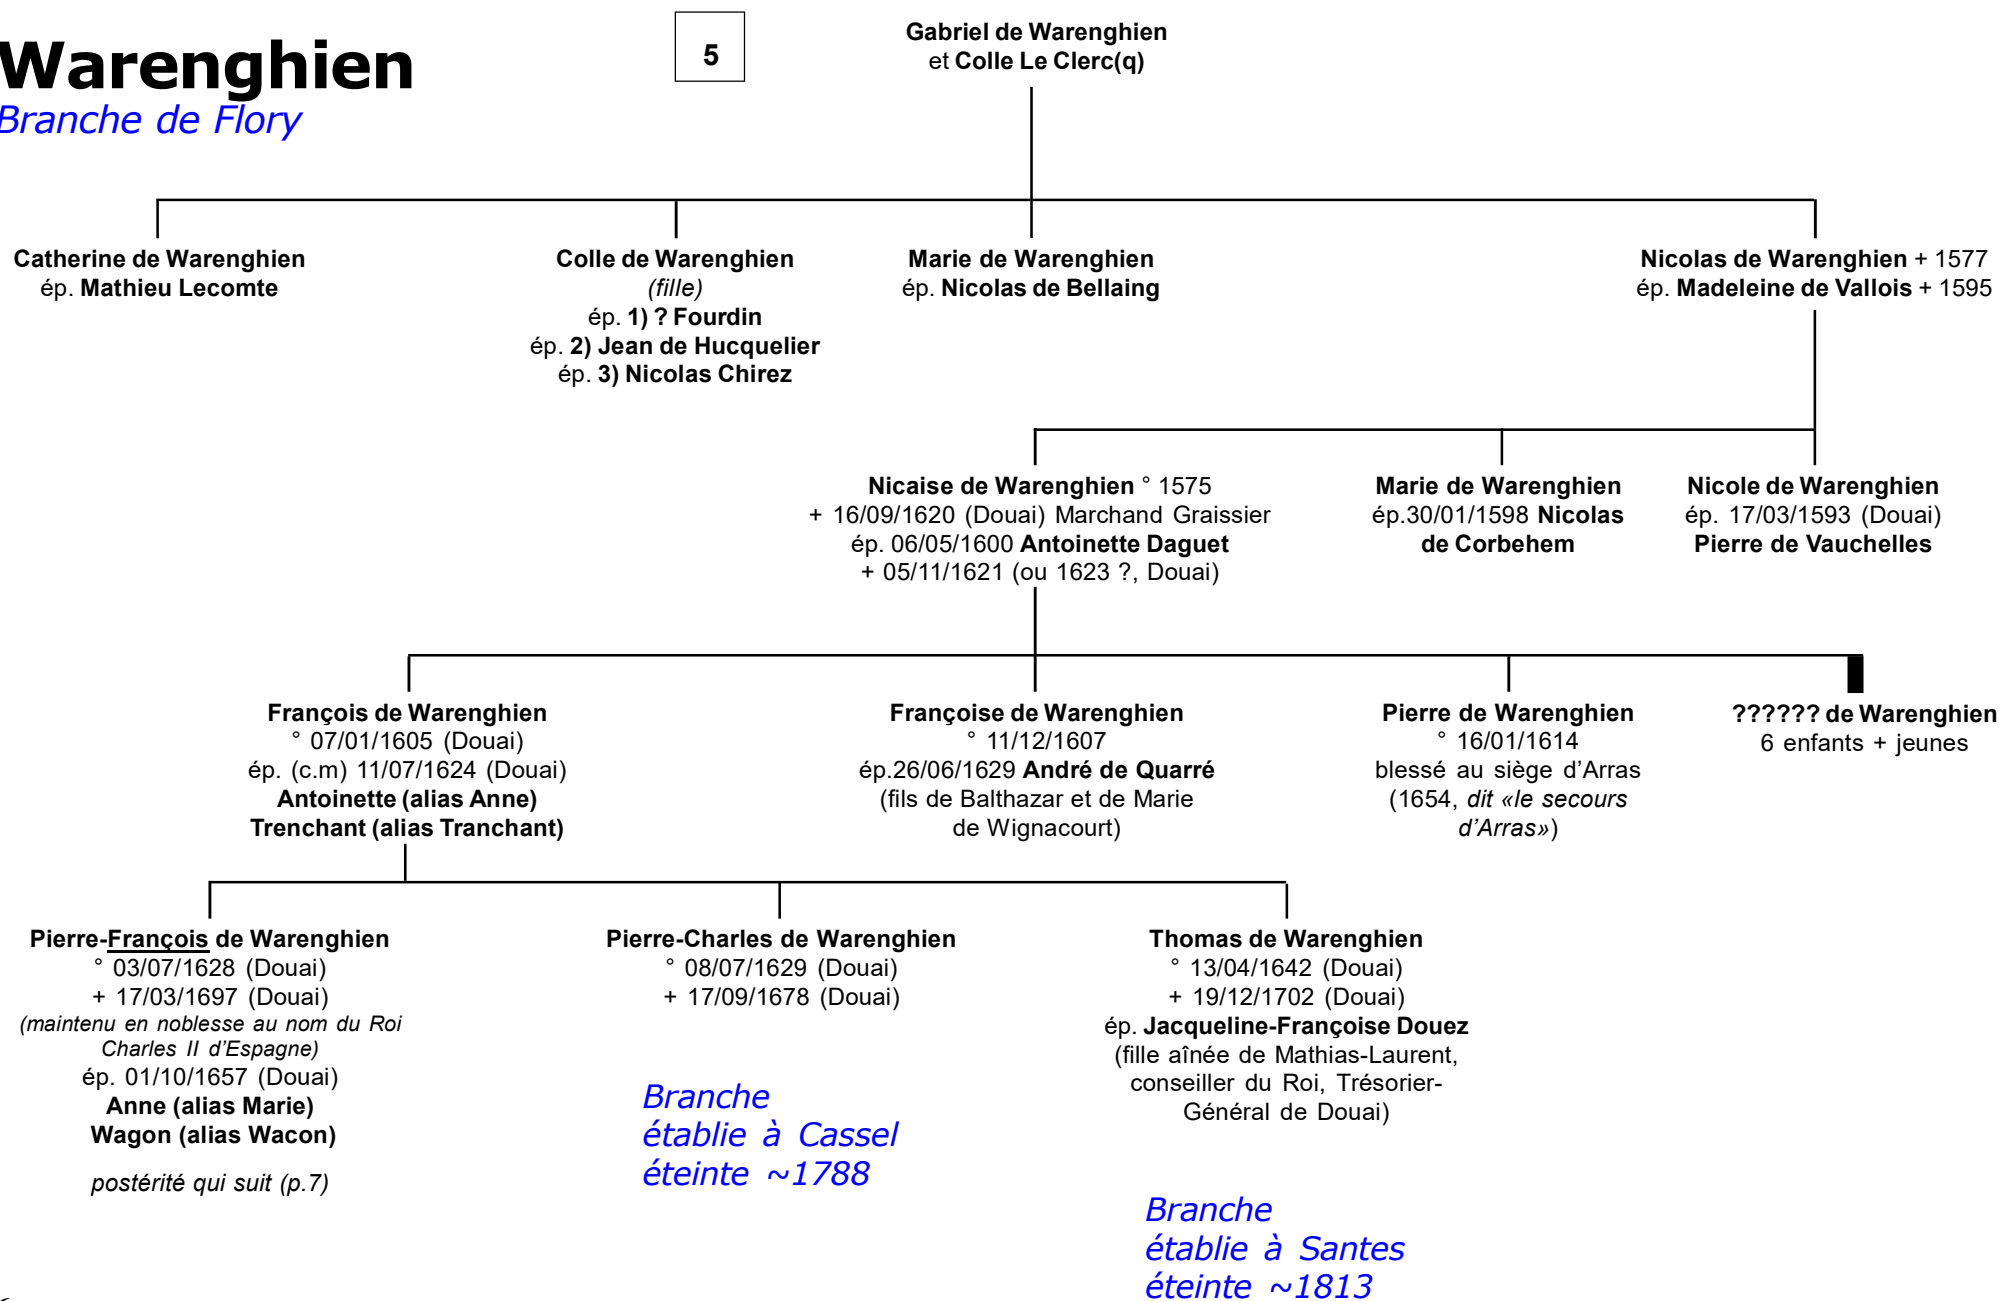 Warenghien
Branche de Flory
5
Gabriel de Warenghien
et Colle Le Clerc(q)
Catherine de Warenghien
ép. Mathieu Lecomte
Colle de Warenghien
(fille)
ép. 1) ? Fourdin
ép. 2) Jean de Hucquelier
ép. 3) Nicolas Chirez
Marie de Warenghien
ép. Nicolas de Bellaing
Nicolas de Warenghien + 1577
ép. Madeleine de Vallois + 1595
Nicaise de Warenghien ° 1575
+ 16/09/1620 (Douai) Marchand Graissier
ép. 06/05/1600 Antoinette Daguet
+ 05/11/1621 (ou 1623 ?, Douai)
Marie de Warenghien
ép.30/01/1598 Nicolas
de Corbehem
Nicole de Warenghien
ép. 17/03/1593 (Douai)
Pierre de Vauchelles
François de Warenghien
° 07/01/1605 (Douai)
ép. (c.m) 11/07/1624 (Douai)
Antoinette (alias Anne)
Trenchant (alias Tranchant)
Françoise de Warenghien
° 11/12/1607
ép.26/06/1629 André de Quarré
(fils de Balthazar et de Marie
de Wignacourt)
Pierre de Warenghien
° 16/01/1614
blessé au siège d’Arras
(1654, dit «le secours
d’Arras»)
?????? de Warenghien
6 enfants + jeunes
Pierre-François de Warenghien
° 03/07/1628 (Douai)
+ 17/03/1697 (Douai)
(maintenu en noblesse au nom du Roi
Charles II d’Espagne)
ép. 01/10/1657 (Douai)
Anne (alias Marie)
Wagon (alias Wacon)
postérité qui suit (p.7)
Pierre-Charles de Warenghien
° 08/07/1629 (Douai)
+ 17/09/1678 (Douai)
Branche
établie à Cassel
éteinte ~1788
Thomas de Warenghien
° 13/04/1642 (Douai)
+ 19/12/1702 (Douai)
ép. Jacqueline-Françoise Douez
(fille aînée de Mathias-Laurent,
conseiller du Roi, Trésorier-
Général de Douai)
Branche
établie à Santes
éteinte ~1813